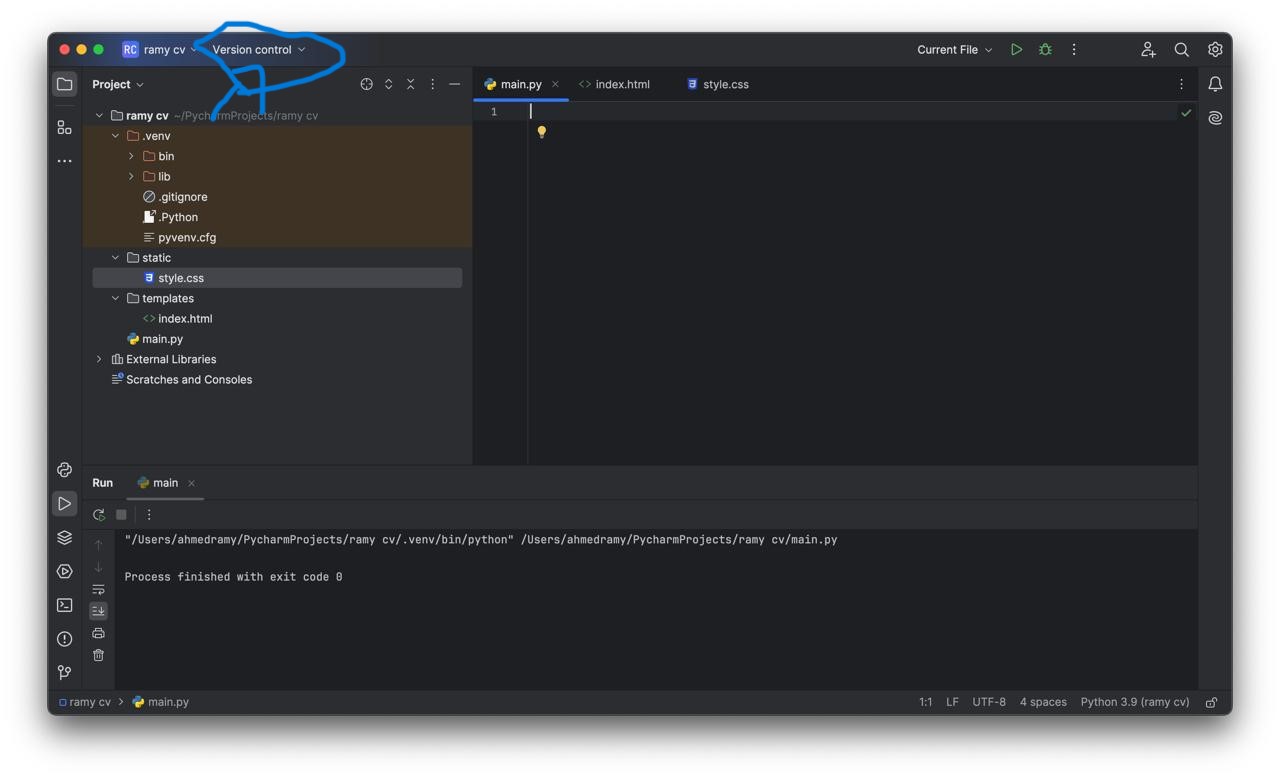 RC ramy cv Version control Current File
Project
main.py index.html style.css
ramy cv ~/PycharmProjects/ramy cv
1
.venv
bin
lib
.gitignore
.Python
pyvenv.cfg
static
style.css
templates
index.html
main.py
External Libraries
Scratches and Consoles
Run main
"/Users/ahmedramy/PycharmProjects/ramy cv/.venv/bin/python" /Users/ahmedramy/PycharmProjects/ramy cv/main.py
Process finished with exit code 0
ramy cv > main.py 1:1 LF UTF-8 4 spaces Python 3.9 (ramy cv)